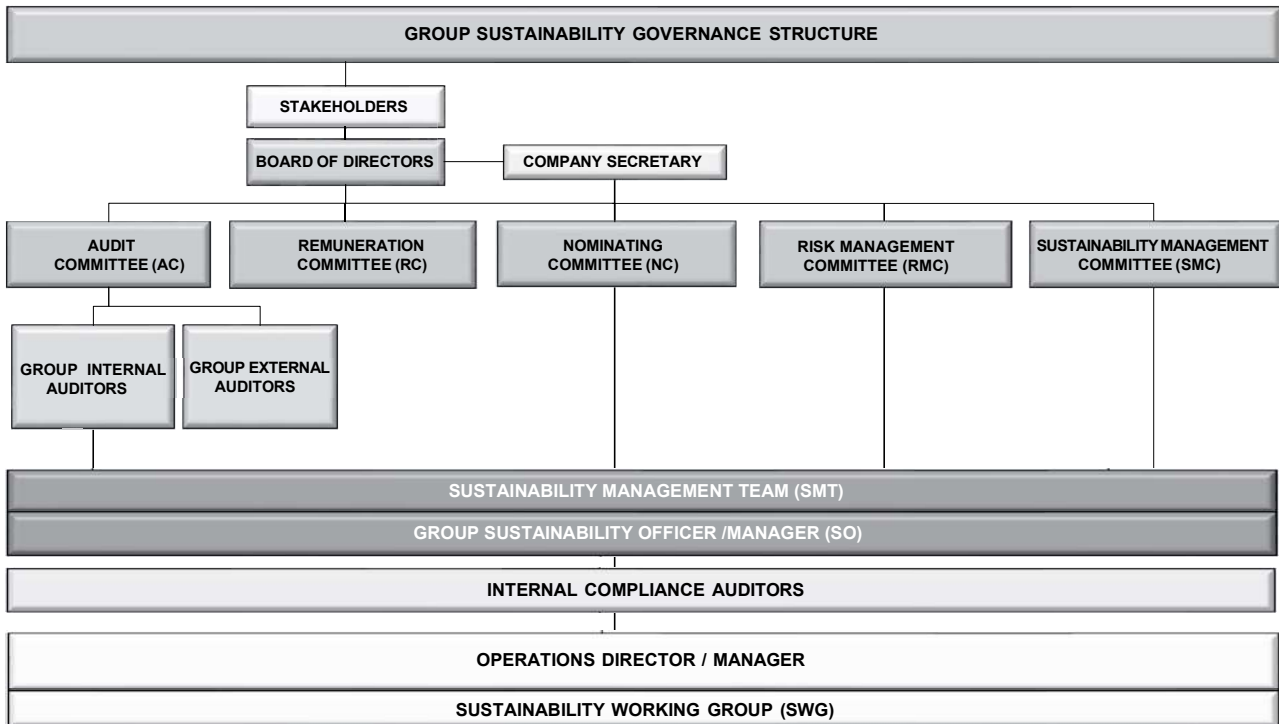 GROUP SUSTAINABILITY GOVERNANCE STRUCTURE
STAKEHOLDERS
BOARD OF DIRECTORS
COMPANY SECRETARY
AUDIT
COMMITTEE (AC)
REMUNERATION
COMMITTEE (RC)
NOMINATING
COMMITTEE (NC)
RISK MANAGEMENT
COMMITTEE (RMC)
SUSTAINABILITY MANAGEMENT
COMMITTEE (SMC)
GROUP INTERNAL
AUDITORS
GROUP EXTERNAL
AUDITORS
SUSTAINABILITY MANAGEMENT TEAM (SMT)
GROUP SUSTAINABILITY OFFICER /MANAGER (SO)
INTERNAL COMPLIANCE AUDITORS
OPERATIONS DIRECTOR / MANAGER
SUSTAINABILITY WORKING GROUP (SWG)